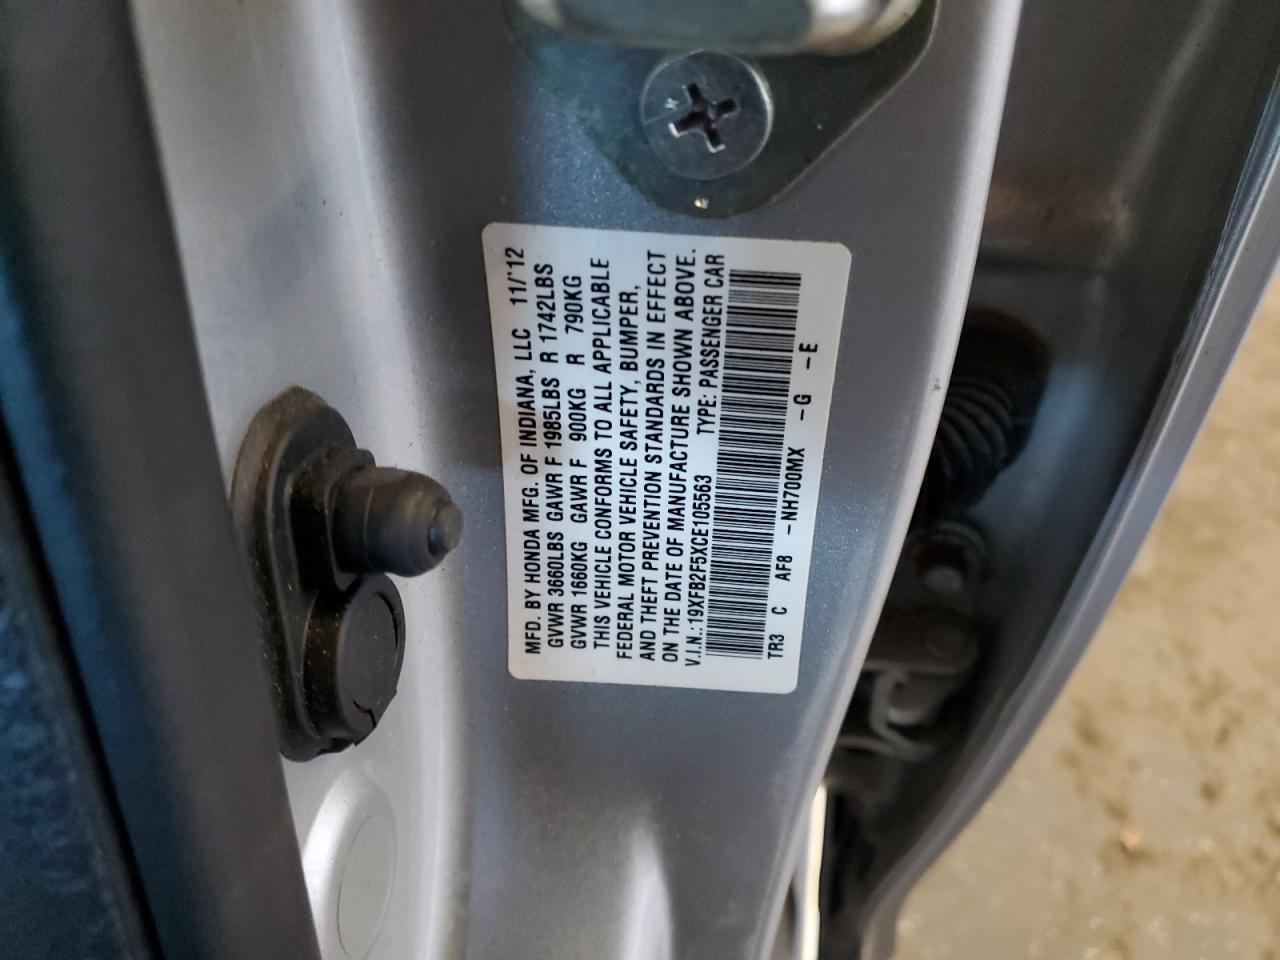 MFD. BY HONDA MFG. OF INDIANA, LLC 11/'12
GVWR 3660LBS GAWR F 1985LBS R 1742LBS
GVWR 1660KG GAWR F 900KG R 790KG
THIS VEHICLE CONFORMS TO ALL APPLICABLE
FEDERAL MOTOR VEHICLE SAFETY, BUMPER,
AND THEFT PREVENTION STANDARDS IN EFFECT
ON THE DATE OF MANUFACTURE SHOWN ABOVE.
V.I.N.:19XFB2F5XCE105563 TYPE: PASSENGER CAR
TR3 C AF8 -NH700MX -G -E